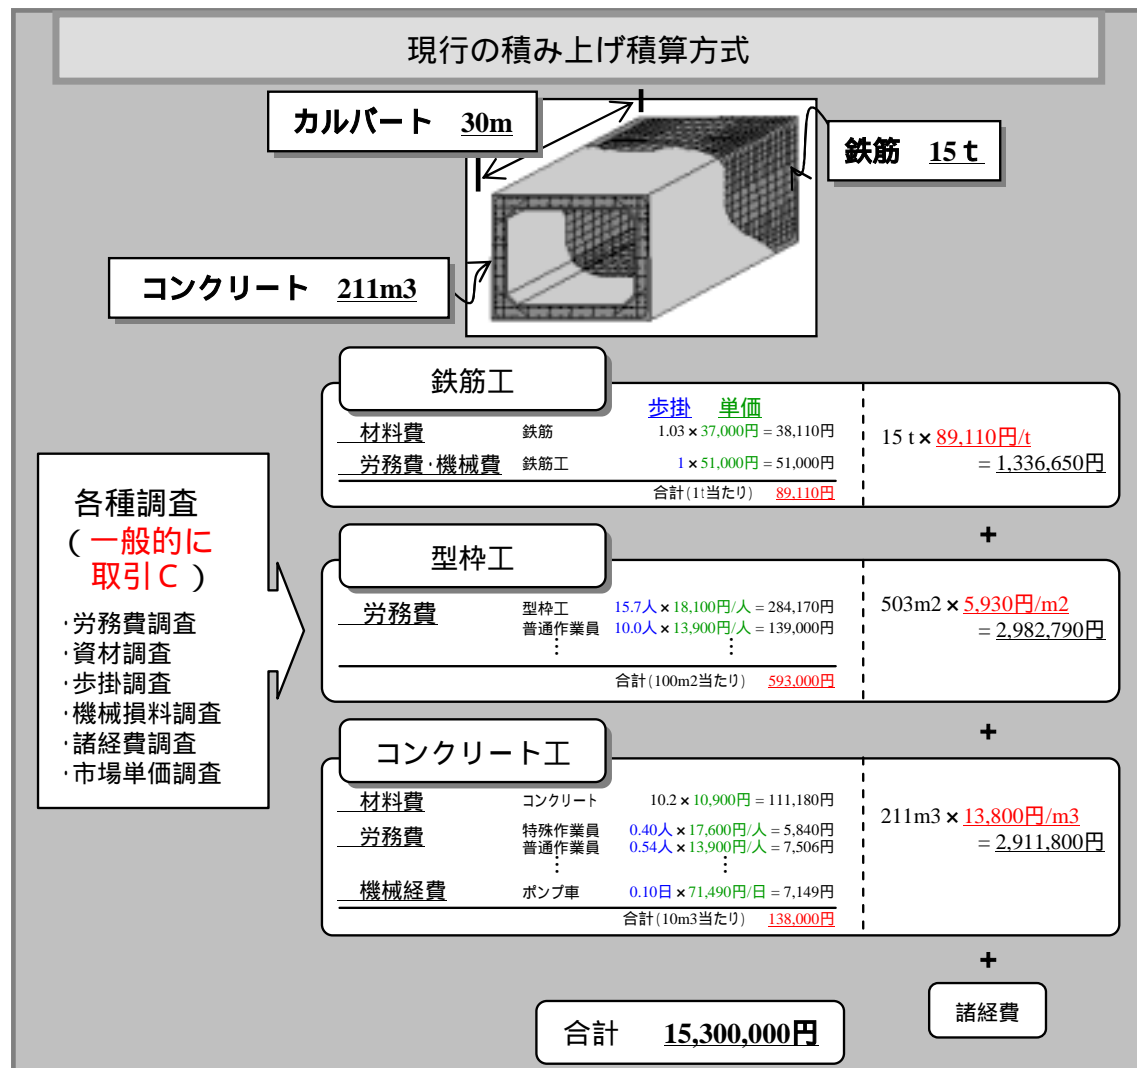 現行の積み上げ積算方式
カルバート 30m
鉄筋 15ｔ
コンクリート 211m3
鉄筋工
歩掛 単価
材料費 鉄筋 1.03×37,000円 = 38,110円
労務費・機械費 鉄筋工 1×51,000円 = 51,000円
合計(1t当たり) 89,110円
15 t×89,110円/t
= 1,336,650円
+
各種調査
(一般的に
取引Ｃ)
・労務費調査
・資材調査
・歩掛調査
・機械損料調査
・諸経費調査
・市場単価調査
型枠工
労務費 型枠工 15.7人×18,100円/人 = 284,170円
普通作業員 10.0人×13,900円/人 = 139,000円
⋮ ⋮
合計(100m2当たり) 593,000円
503m2×5,930円/m2
= 2,982,790円
+
コンクリート工
材料費 コンクリート 10.2×10,900円 = 111,180円
労務費 特殊作業員 0.40人×17,600円/人 = 5,840円
普通作業員 0.54人×13,900円/人 = 7,506円
⋮ ⋮
機械経費 ポンプ車 0.10日×71,490円/日 = 7,149円
合計(10m3当たり) 138,000円
211m3×13,800円/m3
= 2,911,800円
+
諸経費
合計 15,300,000円